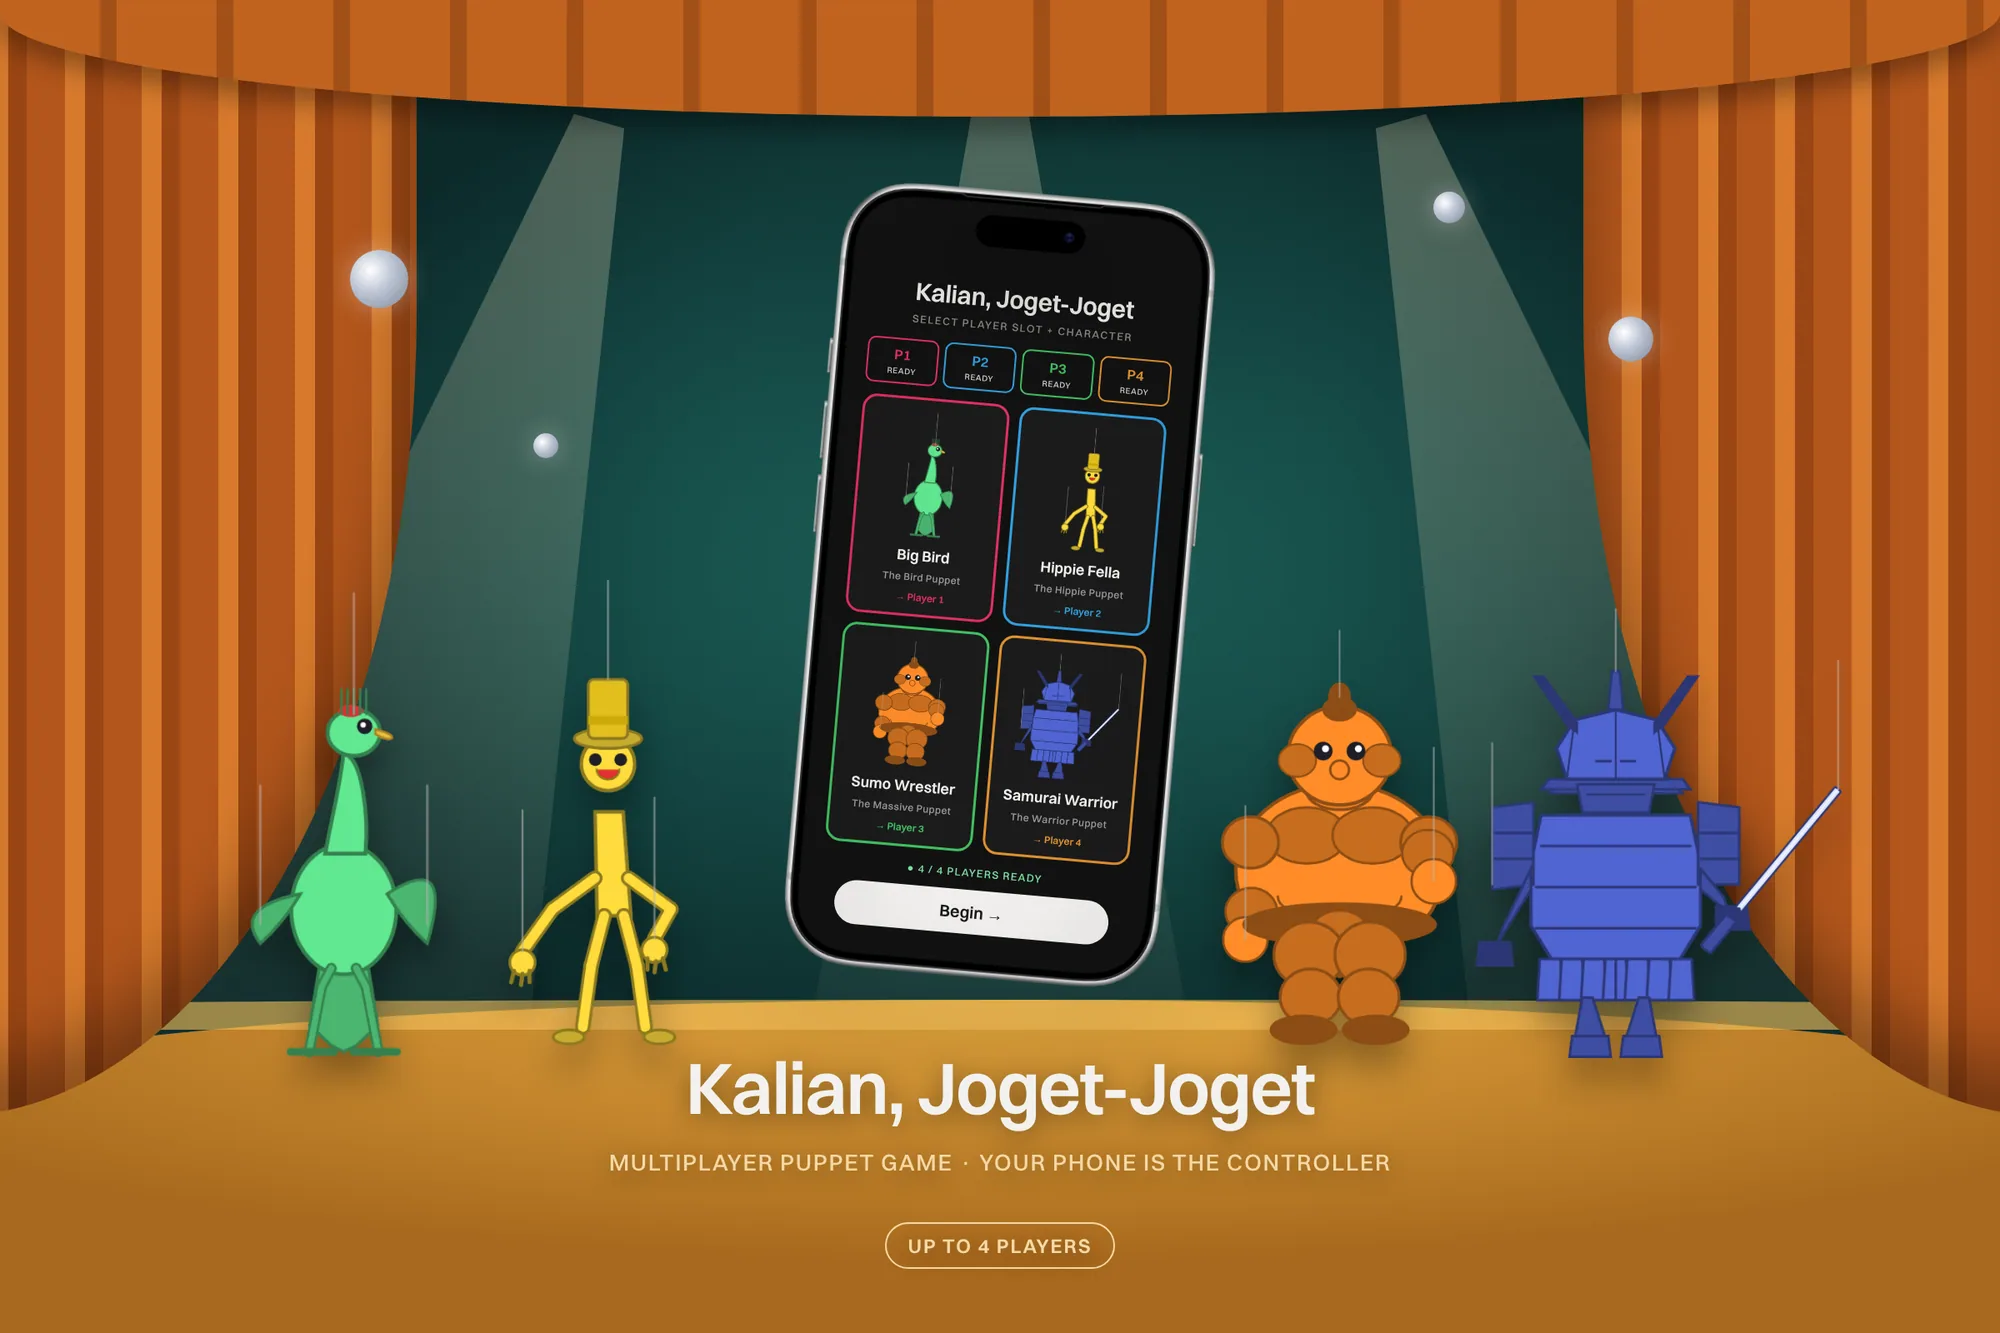 Kalian, Joget-Joget
SELECT PLAYER SLOT + CHARACTER
P1
READY
P2
READY
P3
READY
P4
READY
Big Bird
The Bird Puppet
→ Player 1
Hippie Fella
The Hippie Puppet
→ Player 2
Sumo Wrestler
The Massive Puppet
→ Player 3
Samurai Warrior
The Warrior Puppet
→ Player 4
● 4 / 4 PLAYERS READY
Begin →
Kalian, Joget-Joget
MULTIPLAYER PUPPET GAME · YOUR PHONE IS THE CONTROLLER
UP TO 4 PLAYERS